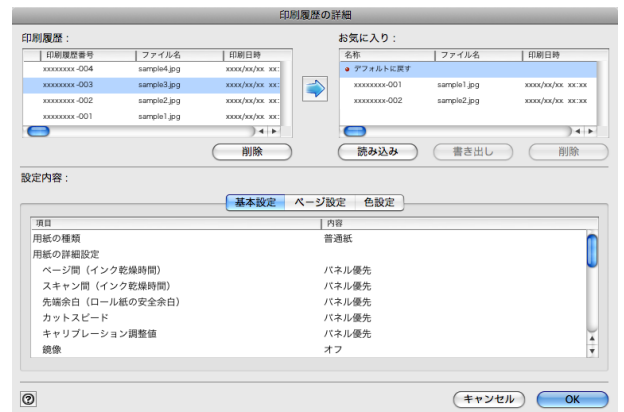 印刷履歴の詳細
印刷履歴：
印刷履歴番号 ファイル名 印刷日時
xxxxxxxx -004 sample4.jpg xxxx/xx/xx xx:
xxxxxxxx -003 sample3.jpg xxxx/xx/xx xx:
xxxxxxxx -002 sample2.jpg xxxx/xx/xx xx:
xxxxxxxx -001 sample1.jpg xxxx/xx/xx xx:
削除
お気に入り：
名称 ファイル名 印刷日時
デフォルトに戻す
xxxxxxxx-001 sample1.jpg xxxx/xx/xx xx:xx
xxxxxxxx-002 sample2.jpg xxxx/xx/xx xx:xx
読み込み 書き出し 削除
設定内容：
基本設定 ページ設定 色設定
項目 内容
用紙の種類 普通紙
用紙の詳細設定
ページ間（インク乾燥時間） パネル優先
スキャン間（インク乾燥時間） パネル優先
先端余白（ロール紙の安全余白） パネル優先
カットスピード パネル優先
キャリブレーション調整値 パネル優先
鏡像 オフ
? キャンセル OK